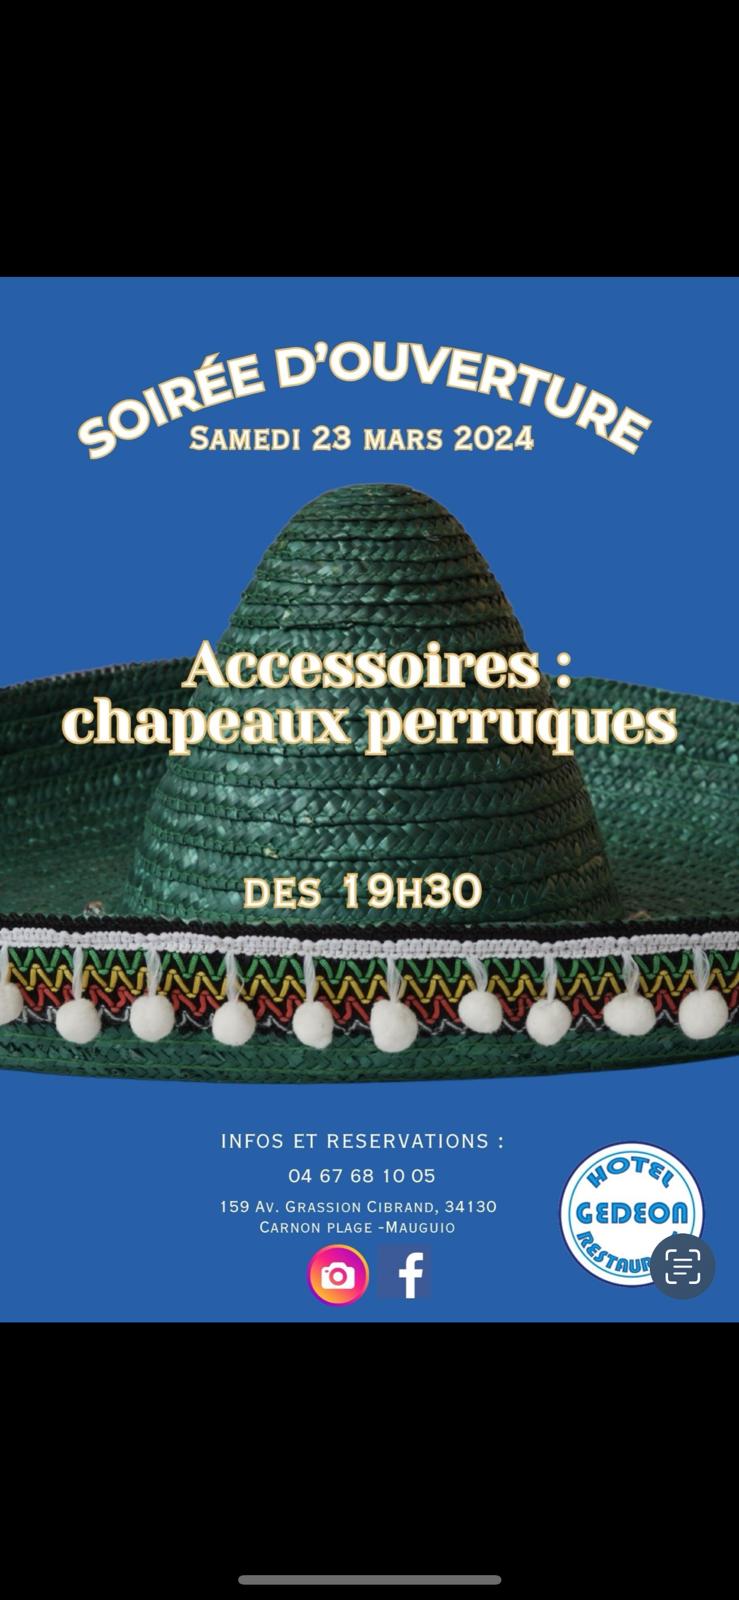 SOIRÉE D'OUVERTURE
SAMEDI 23 MARS 2024
Accessoires :
chapeaux perruques
DES 19H30
INFOS ET RESERVATIONS :
04 67 68 10 05
159 AV. GRASSION CIBRAND, 34130
CARNON PLAGE -MAUGUIO
HOTEL
GEDEON